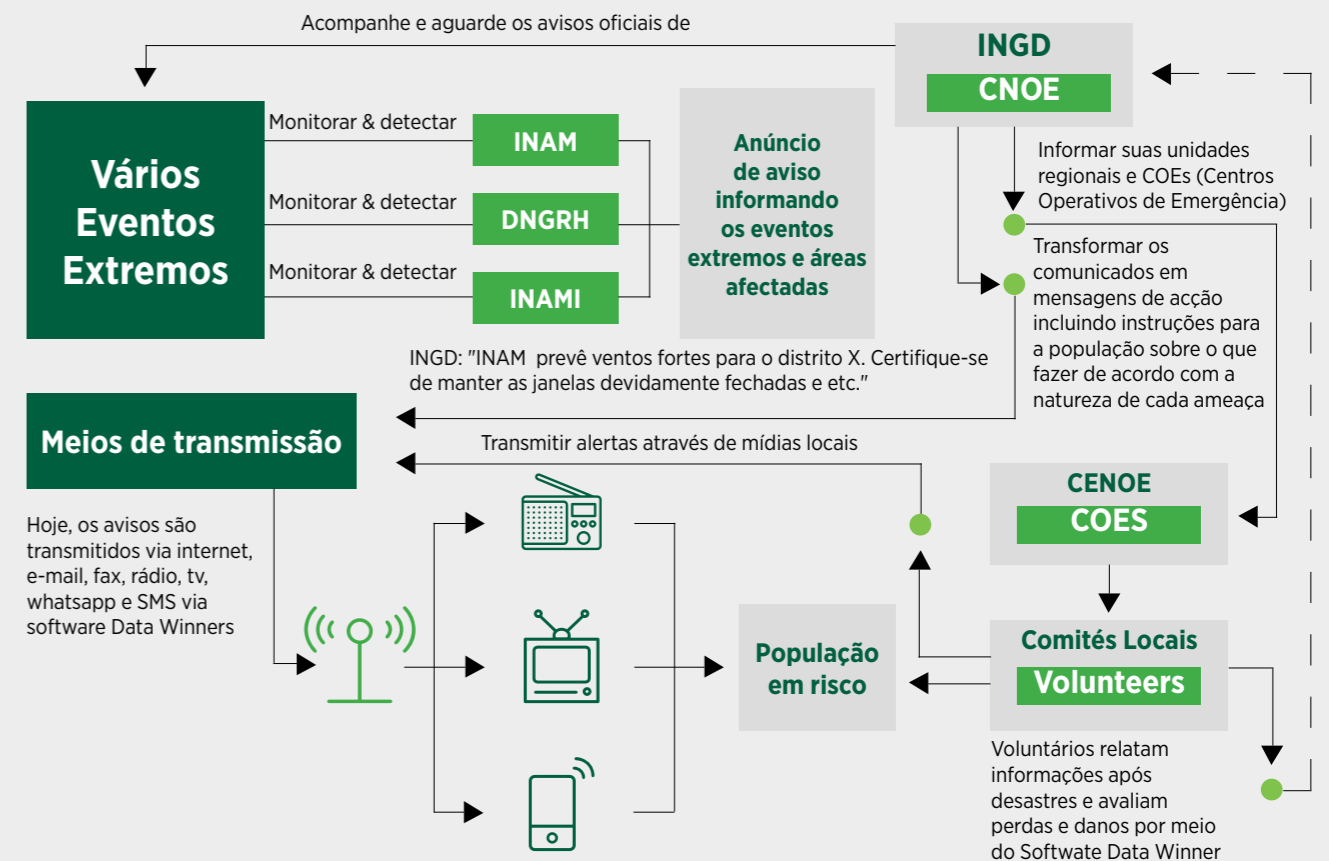 Acompanhe e aguarde os avisos oficiais de
INGD
CNOE
Vários
Eventos
Extremos
Monitorar & detectar
INAM
Monitorar & detectar
DNGRH
Monitorar & detectar
INAMI
Anúncio
de aviso
informando
os eventos
extremos e áreas
afectadas
Informar suas unidades
regionais e COEs (Centros
Operativos de Emergência)
Transformar os
comunicados em
mensagens de acção
incluindo instruções para
a população sobre o que
fazer de acordo com a
natureza de cada ameaça
INGD: "INAM prevê ventos fortes para o distrito X. Certifique-se
de manter as janelas devidamente fechadas e etc."
Meios de transmissão
Transmitir alertas através de mídias locais
Hoje, os avisos são
transmitidos via internet,
e-mail, fax, rádio, tv,
whatsapp e SMS via
software Data Winners
CENOE
COES
População
em risco
Comités Locais
Volunteers
Voluntários relatam
informações após
desastres e avaliam
perdas e danos por meio
do Softwate Data Winner